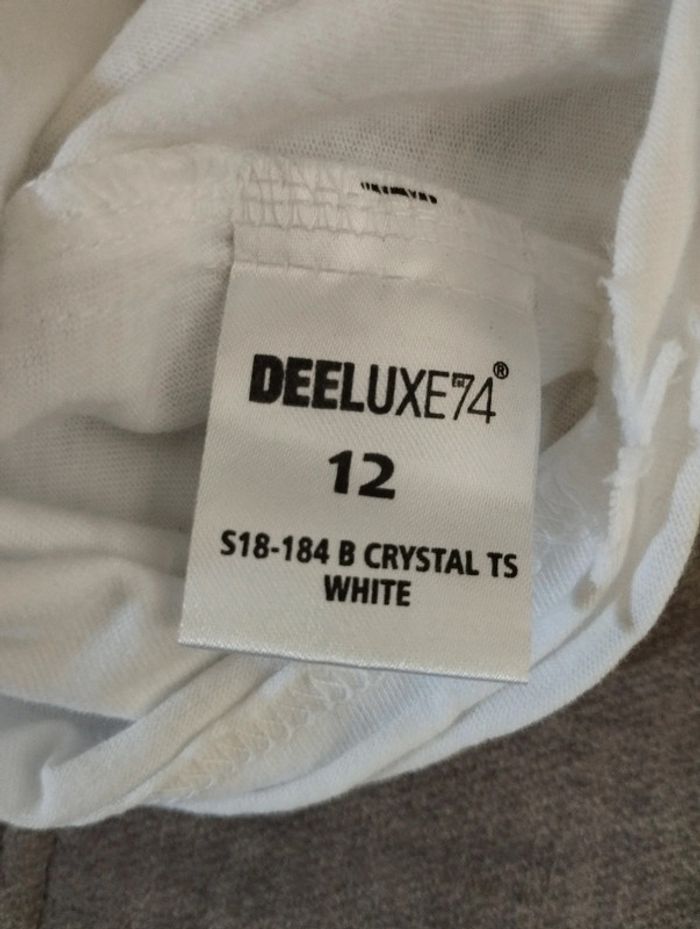 DEELUXE74®
12
S18-184 B CRYSTAL TS
WHITE